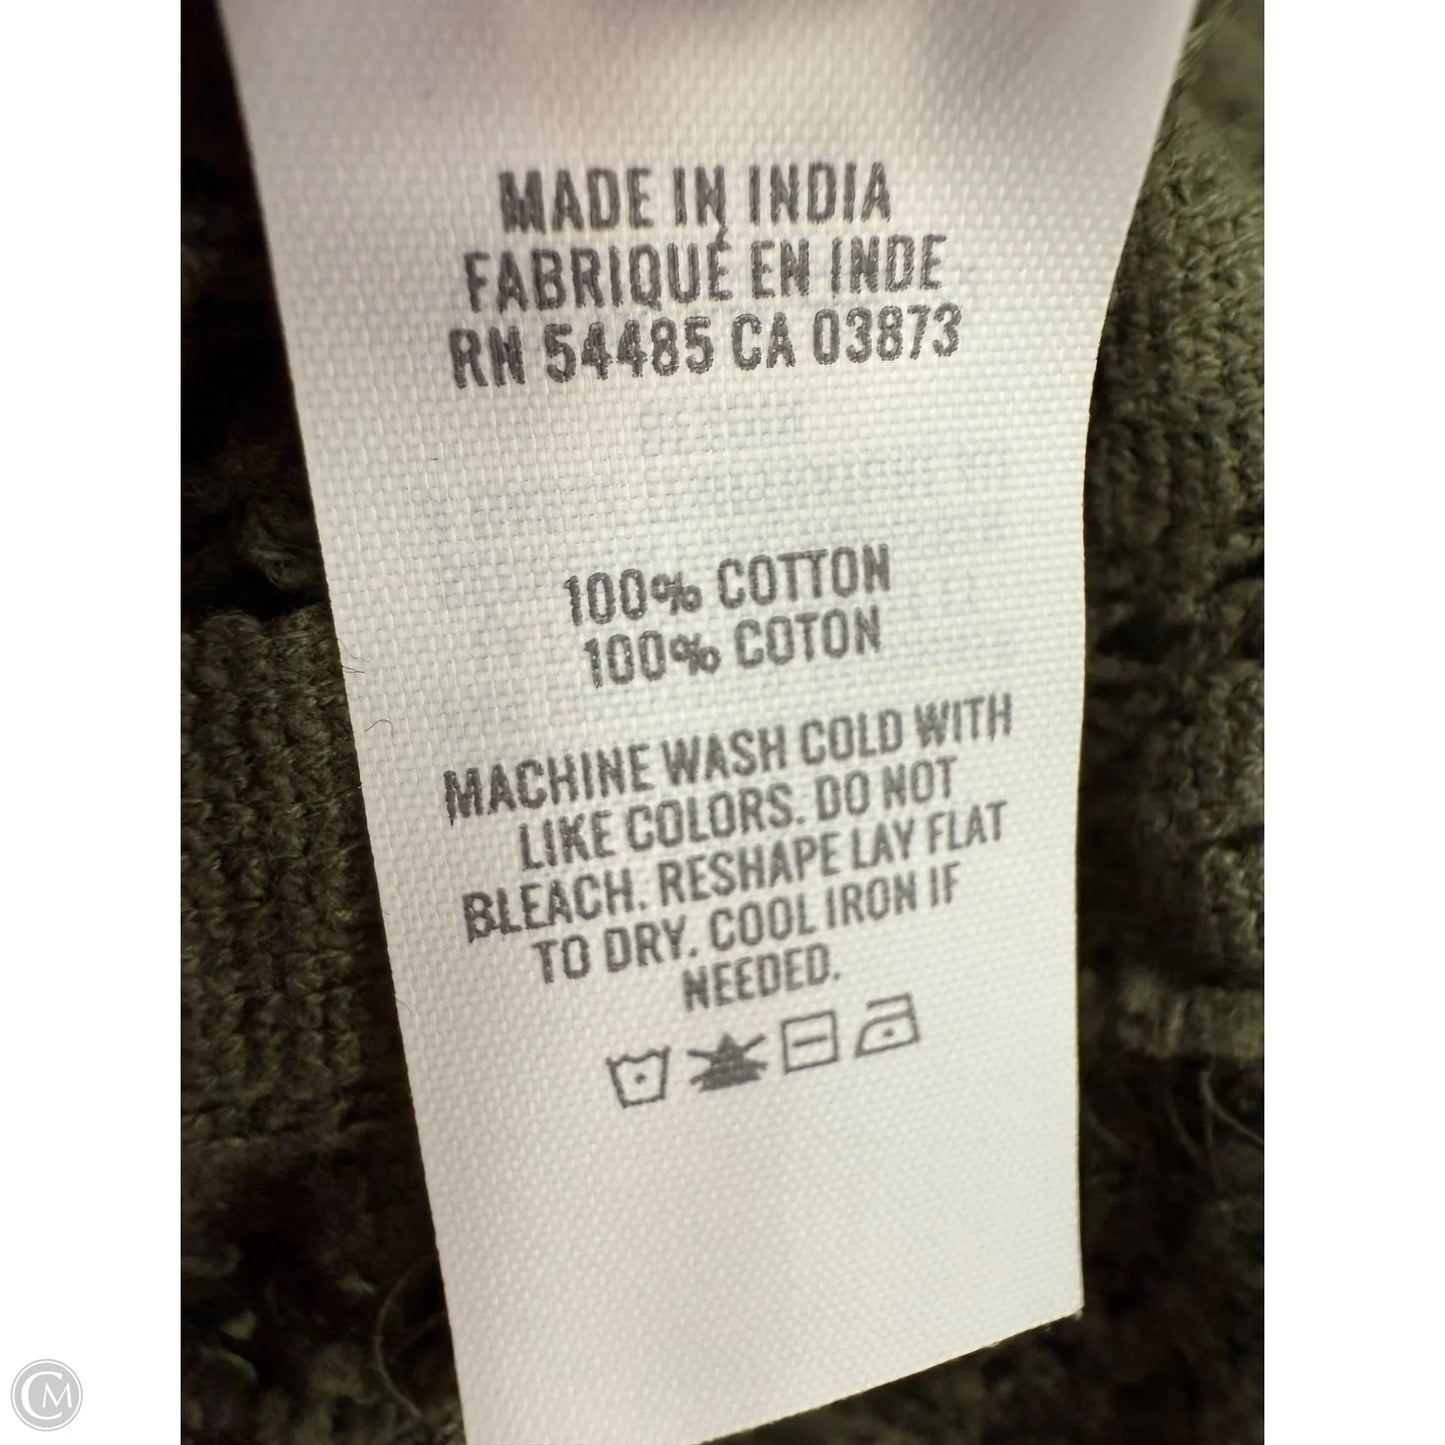 MADE IN INDIA
FABRIQUÉ EN INDE
RN 54485 CA 03873
100% COTTON
100% COTON
MACHINE WASH COLD WITH
LIKE COLORS. DO NOT
BLEACH. RESHAPE LAY FLAT
TO DRY. COOL IRON IF
NEEDED.
CM